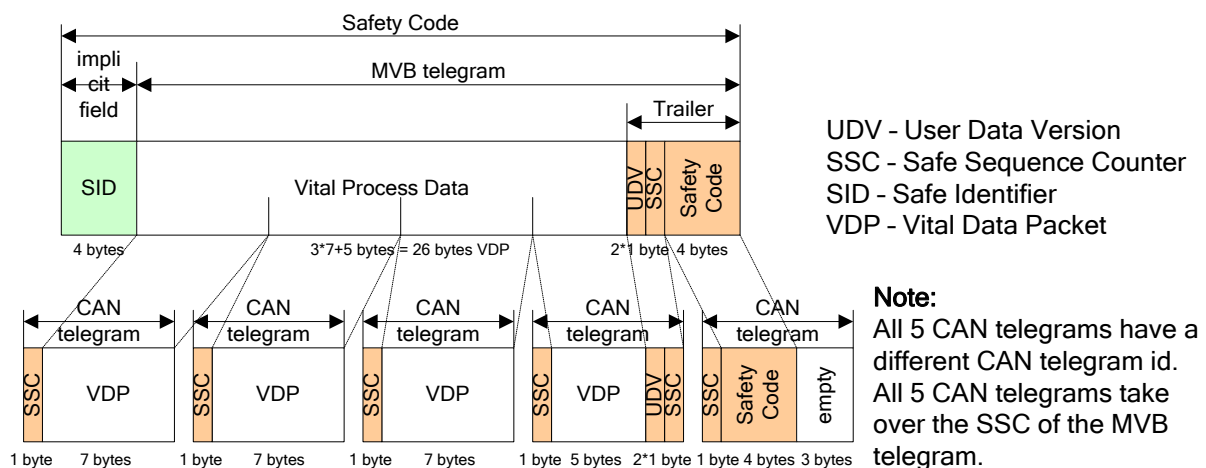 Safety Code
impli
cit
field
MVB telegram
Trailer
SID
Vital Process Data
UDV
SSC
Safety
Code
4 bytes
3*7+5 bytes = 26 bytes VDP
2*1 byte
4 bytes
UDV - User Data Version
SSC - Safe Sequence Counter
SID - Safe Identifier
VDP - Vital Data Packet
CAN
telegram
CAN
telegram
CAN
telegram
CAN
telegram
CAN
telegram
SSC
VDP
SSC
VDP
SSC
VDP
SSC
VDP
UDV
SSC
SSC
Safety
Code
empty
1 byte
7 bytes
1 byte
7 bytes
1 byte
7 bytes
1 byte
5 bytes
2*1 byte
1 byte
4 bytes
3 bytes
Note:
All 5 CAN telegrams have a
different CAN telegram id.
All 5 CAN telegrams take
over the SSC of the MVB
telegram.